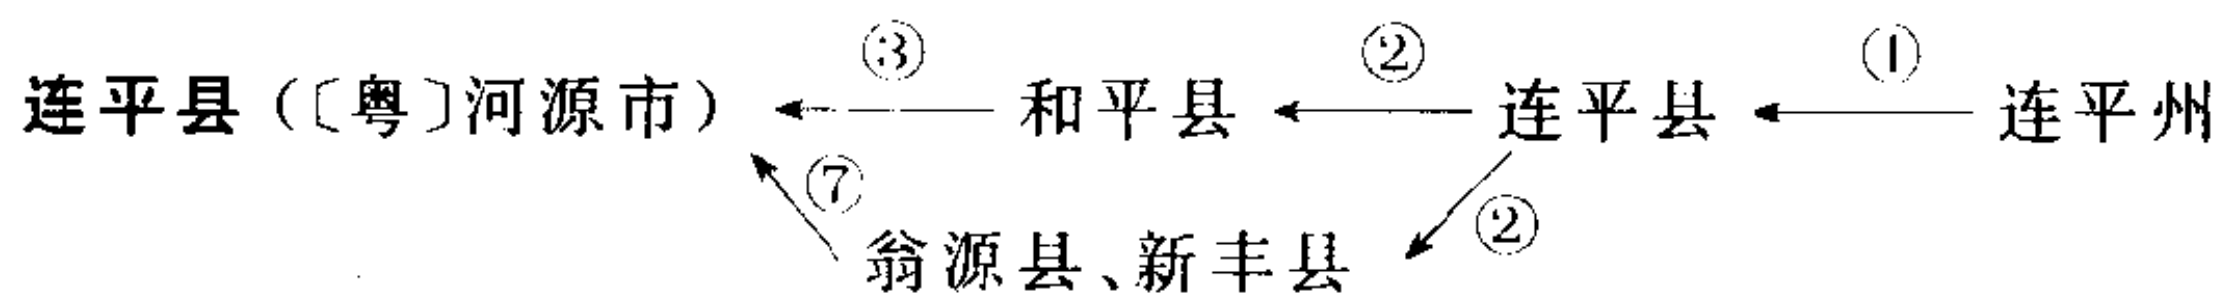 ③ ② ①
连平县（〔粤〕河源市） ← 和平县 ← 连平县 ← 连平州
⑦ ②
翁源县、新丰县